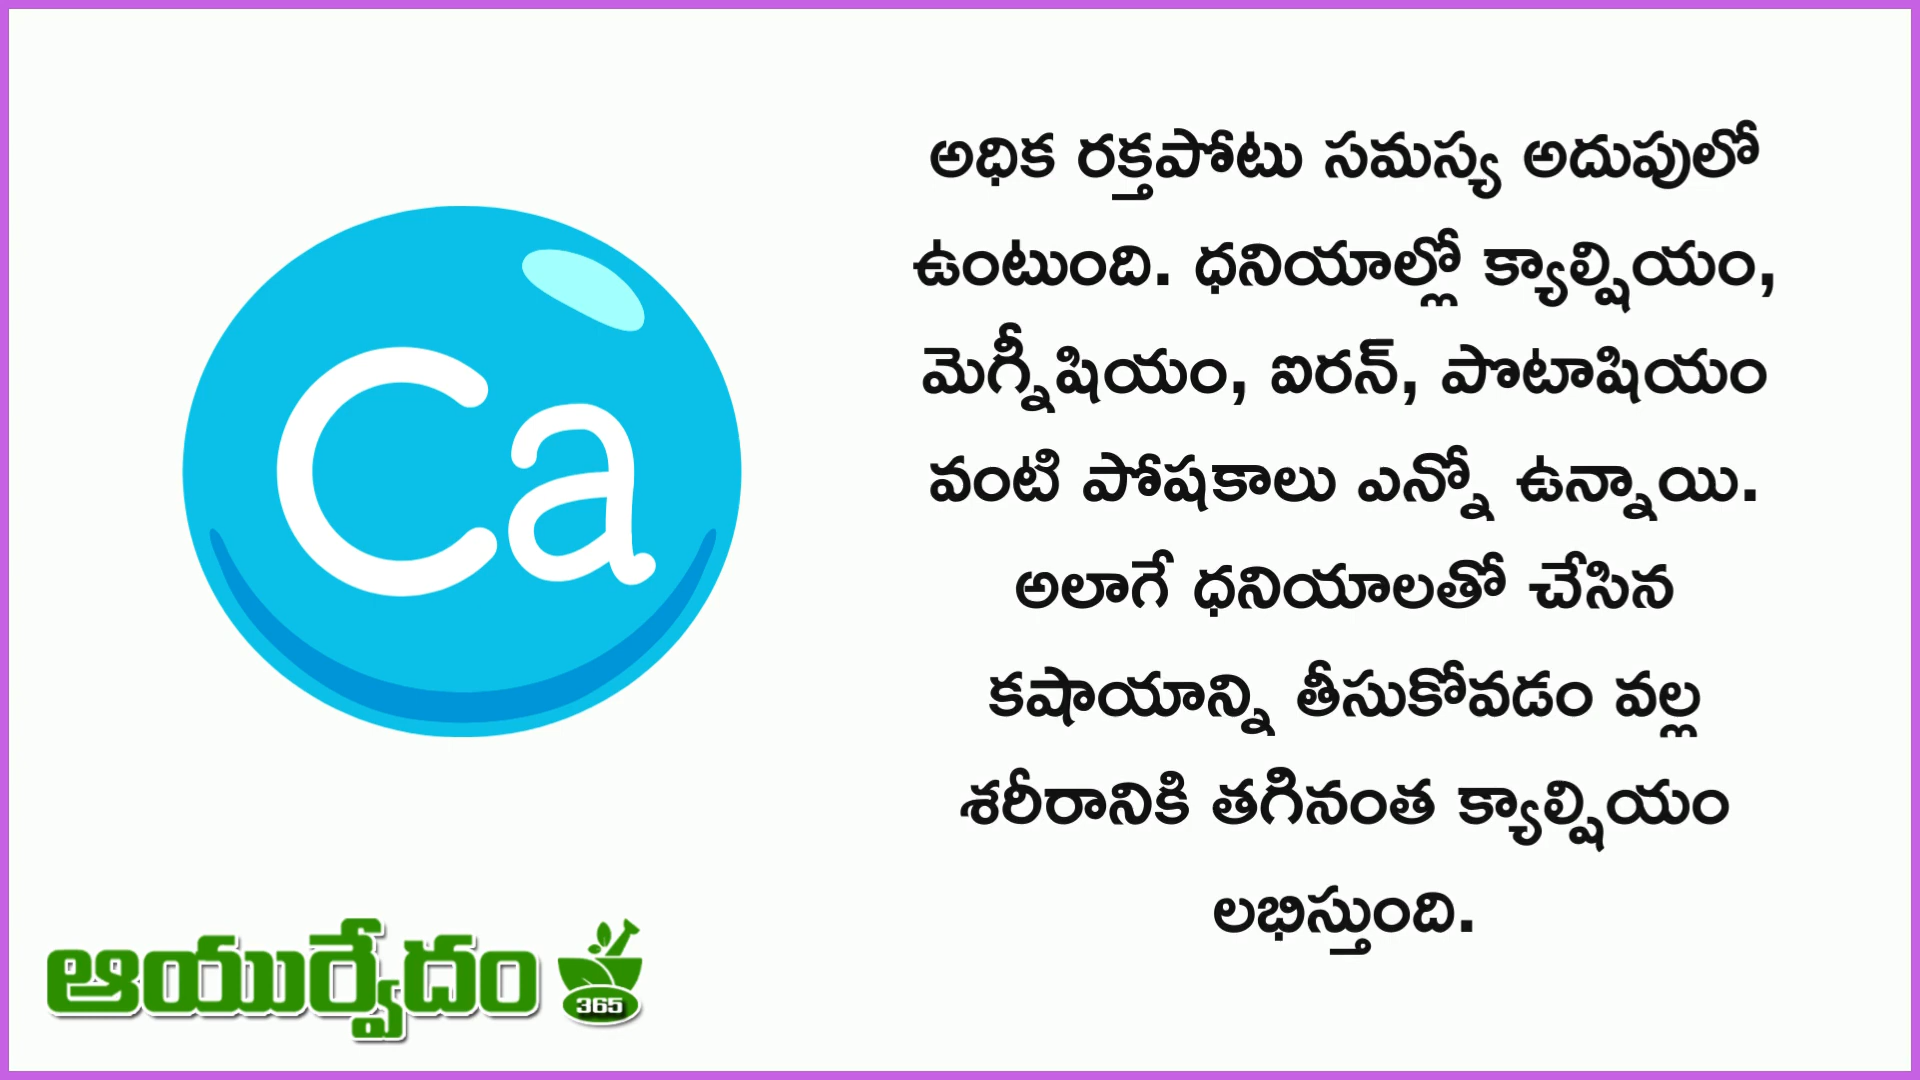 Ca
అధిక రక్తపోటు సమస్య అదుపులో
ఉంటుంది. ధనియాల్లో క్యాల్షియం,
మెగ్నీషియం, ఐరన్, పొటాషియం
వంటి పోషకాలు ఎన్నో ఉన్నాయి.
అలాగే ధనియాలతో చేసిన
కషాయాన్ని తీసుకోవడం వల్ల
శరీరానికి తగినంత క్యాల్షియం
లభిస్తుంది.
ఆయుర్వేదం 365